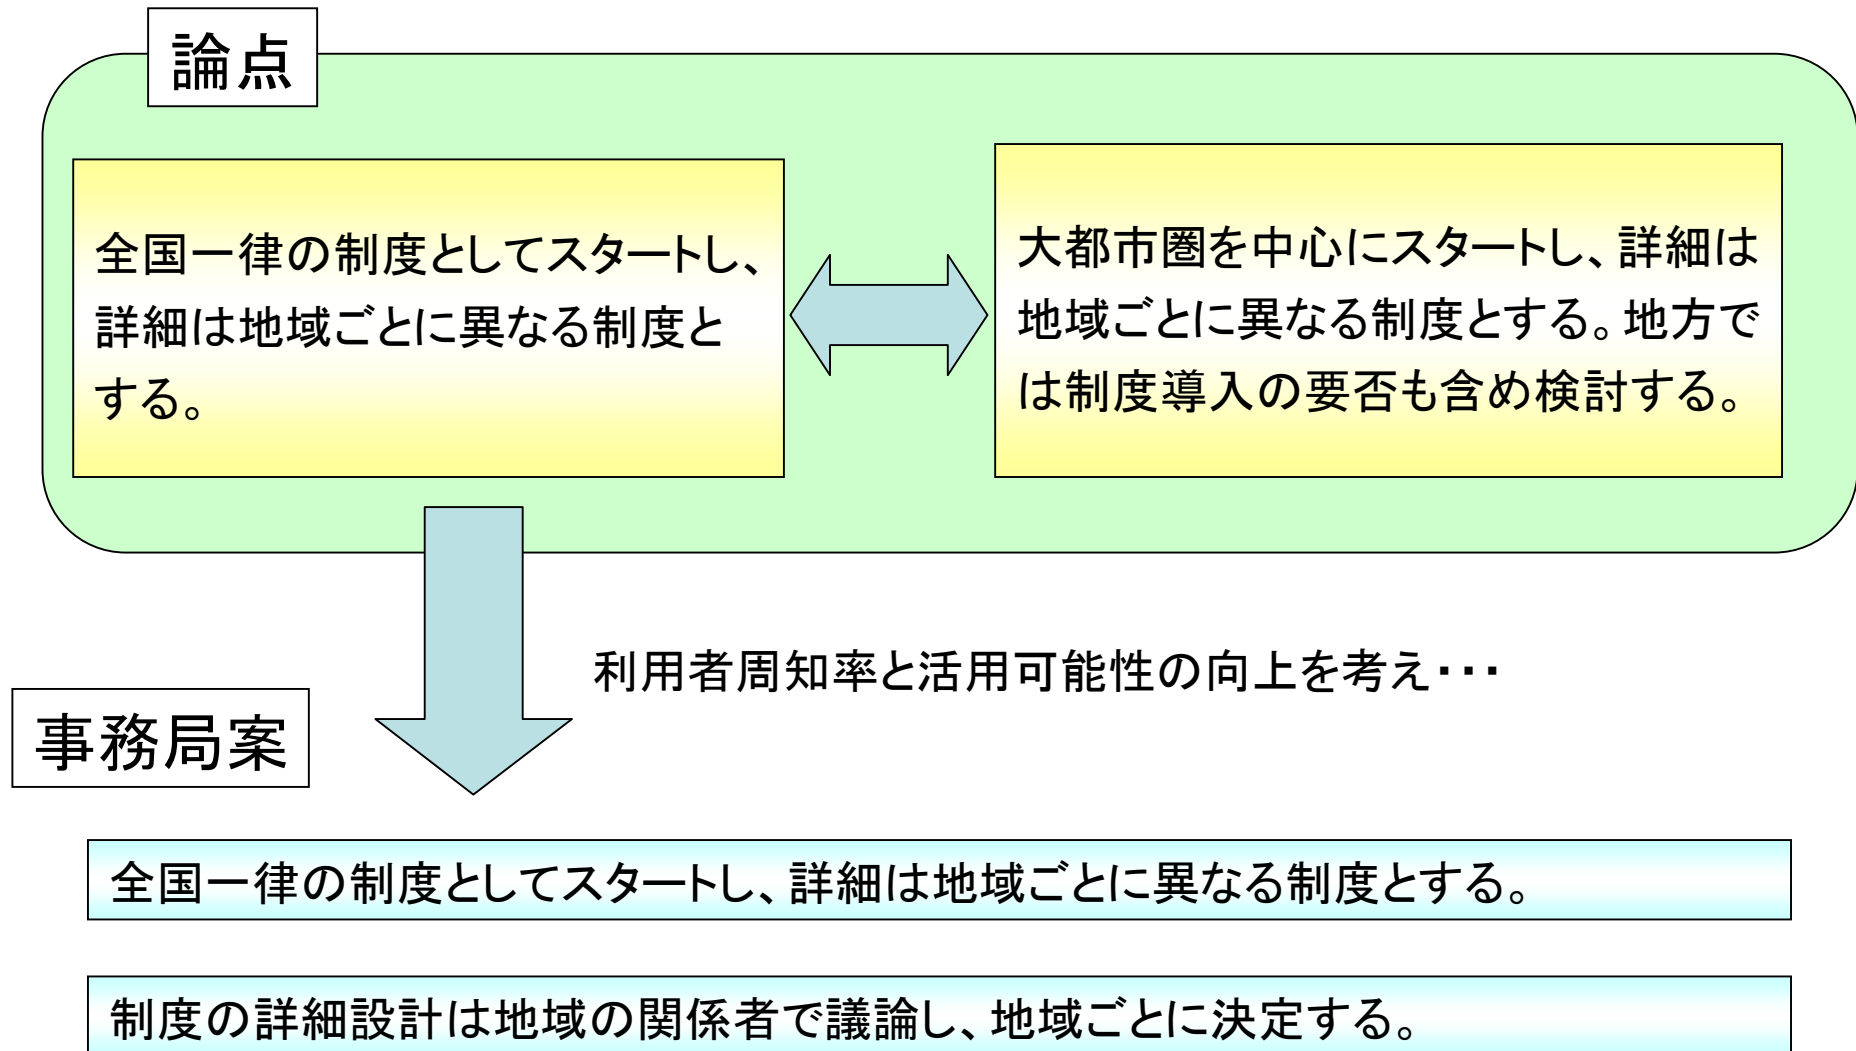 論点
全国一律の制度としてスタートし、
詳細は地域ごとに異なる制度と
する。
大都市圏を中心にスタートし、詳細は
地域ごとに異なる制度とする。地方で
は制度導入の要否も含め検討する。
利用者周知率と活用可能性の向上を考え・・・
事務局案
全国一律の制度としてスタートし、詳細は地域ごとに異なる制度とする。
制度の詳細設計は地域の関係者で議論し、地域ごとに決定する。